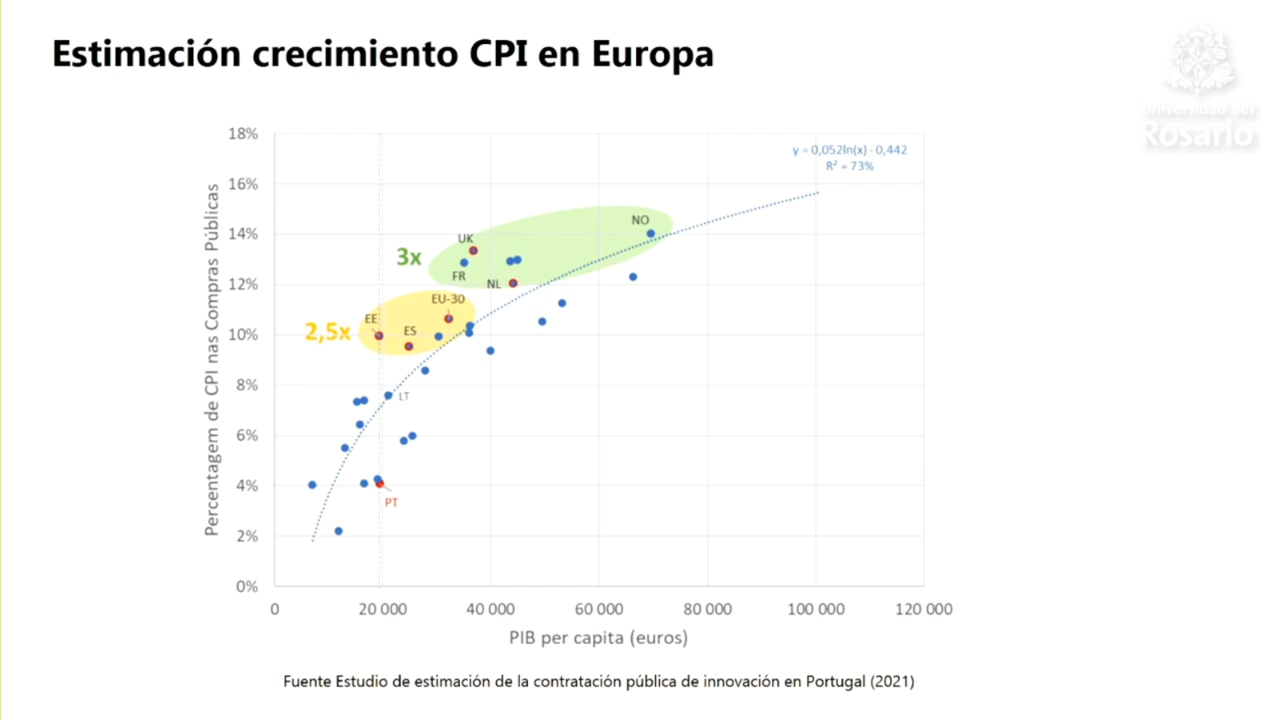 Estimación crecimiento CPI en Europa
Universidad del
Rosario
18%
16%
14%
12%
10%
8%
6%
4%
2%
0%
Percentagem de CPI nas Compras Públicas
y = 0,052ln(x) - 0,442
R² = 73%
NO
UK
3x
FR
NL
EU-30
EE
ES
2,5x
LT
PT
0
20 000
40 000
60 000
80 000
100 000
120 000
PIB per capita (euros)
Fuente Estudio de estimación de la contratación pública de innovación en Portugal (2021)